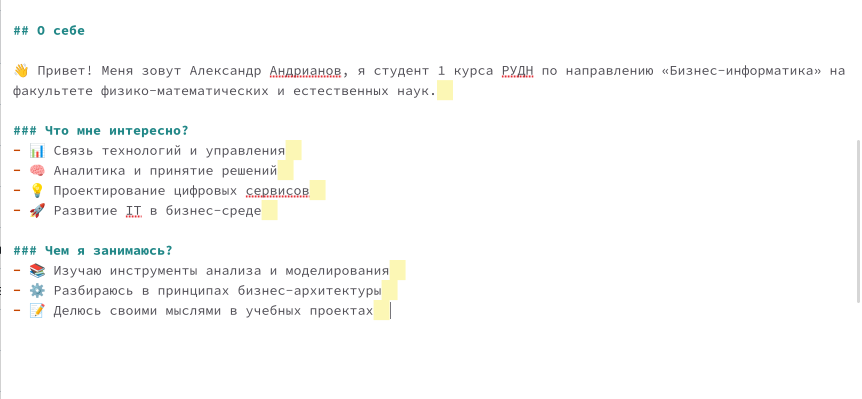 ## О себе
👋 Привет! Меня зовут Александр Андрианов, я студент 1 курса РУДН по направлению «Бизнес-информатика» на
факультете физико-математических и естественных наук.
### Что мне интересно?
- 📊 Связь технологий и управления
- 🧠 Аналитика и принятие решений
- 💡 Проектирование цифровых сервисов
- 🚀 Развитие IT в бизнес-среде
### Чем я занимаюсь?
- 📚 Изучаю инструменты анализа и моделирования
- ⚙️ Разбираюсь в принципах бизнес-архитектуры
- 📝 Делюсь своими мыслями в учебных проектах